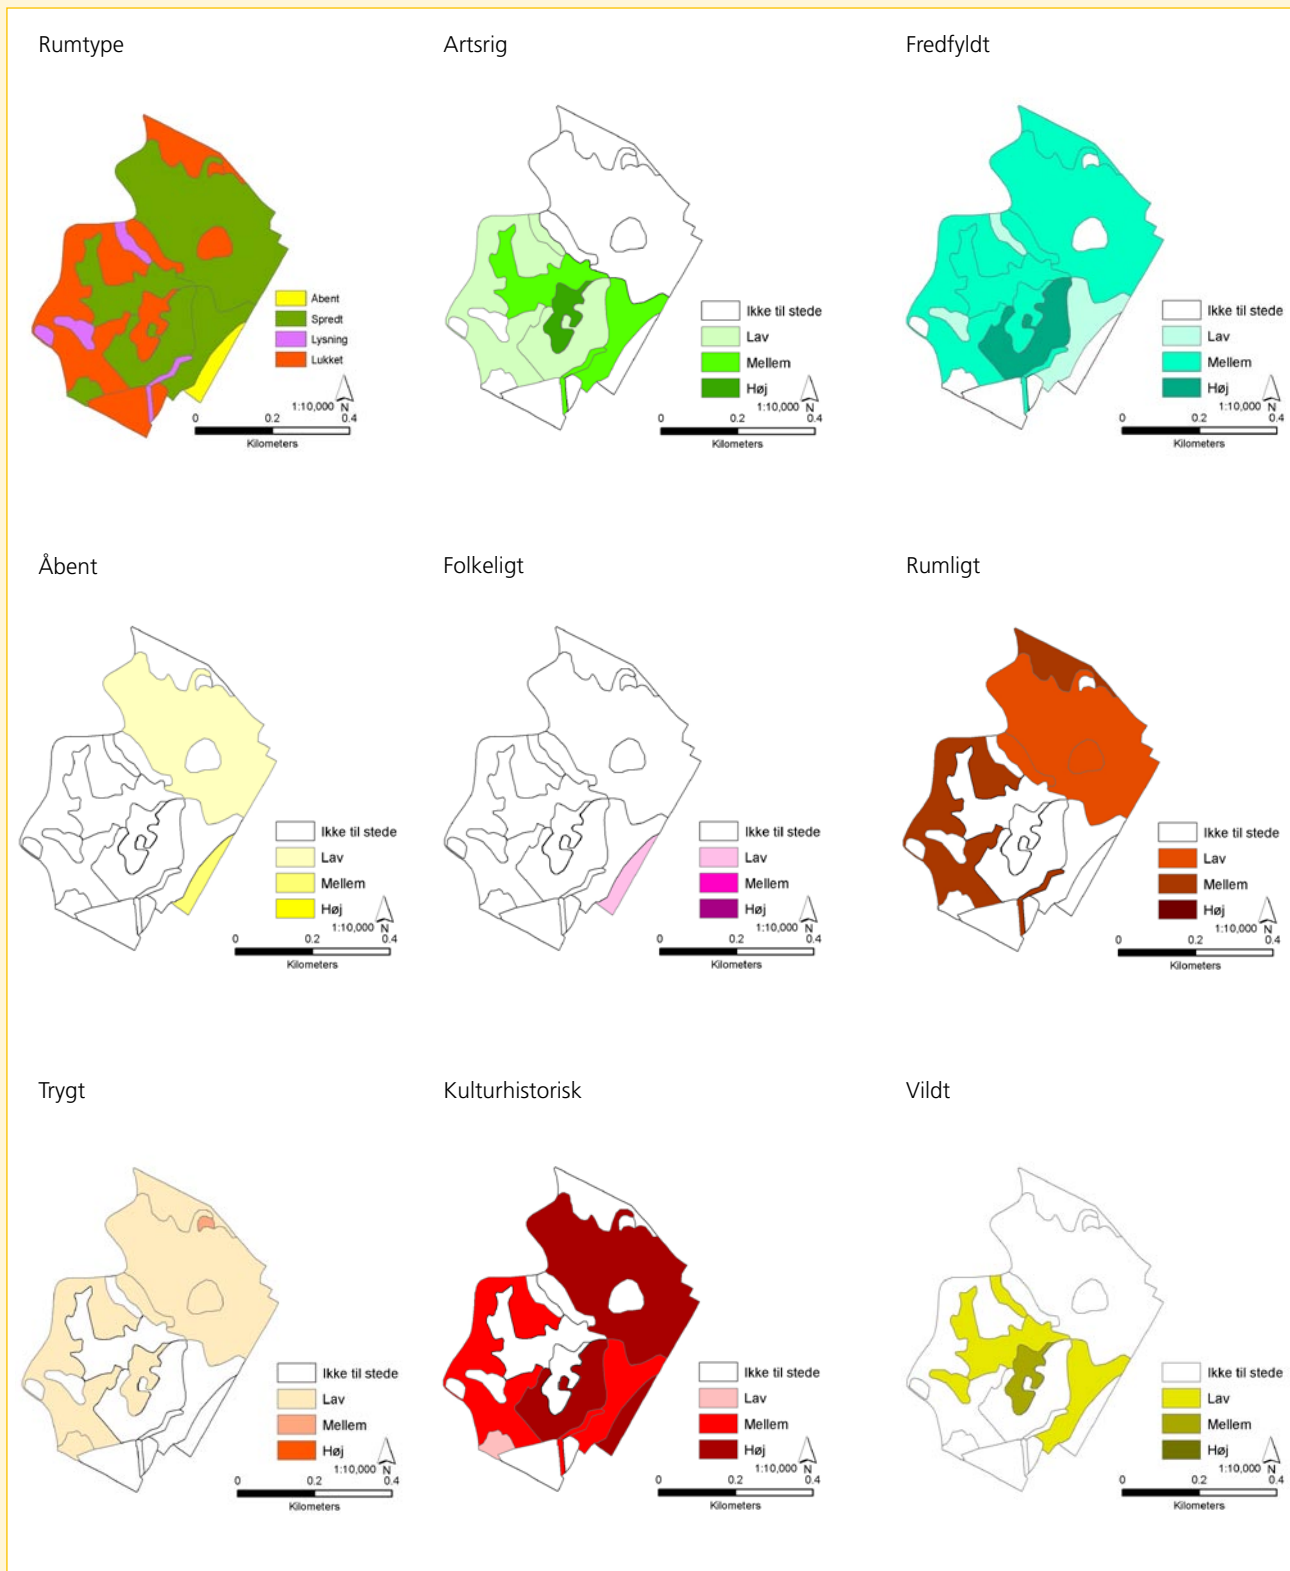 Rumtype
Åbent
Spredt
Lysning
Lukket
1:10,000 N
0 0.2 0.4
Kilometers
Artsrig
Ikke til stede
Lav
Mellem
Høj
1:10,000 N
0 0.2 0.4
Kilometers
Fredfyldt
Ikke til stede
Lav
Mellem
Høj
1:10,000 N
0 0.2 0.4
Kilometers
Åbent
Ikke til stede
Lav
Mellem
Høj
1:10,000 N
0 0.2 0.4
Kilometers
Folkeligt
Ikke til stede
Lav
Mellem
Høj
1:10,000 N
0 0.2 0.4
Kilometers
Rumligt
Ikke til stede
Lav
Mellem
Høj
1:10,000 N
0 0.2 0.4
Kilometers
Trygt
Ikke til stede
Lav
Mellem
Høj
1:10,000 N
0 0.2 0.4
Kilometers
Kulturhistorisk
Ikke til stede
Lav
Mellem
Høj
1:10,000 N
0 0.2 0.4
Kilometers
Vildt
Ikke til stede
Lav
Mellem
Høj
1:10,000 N
0 0.2 0.4
Kilometers